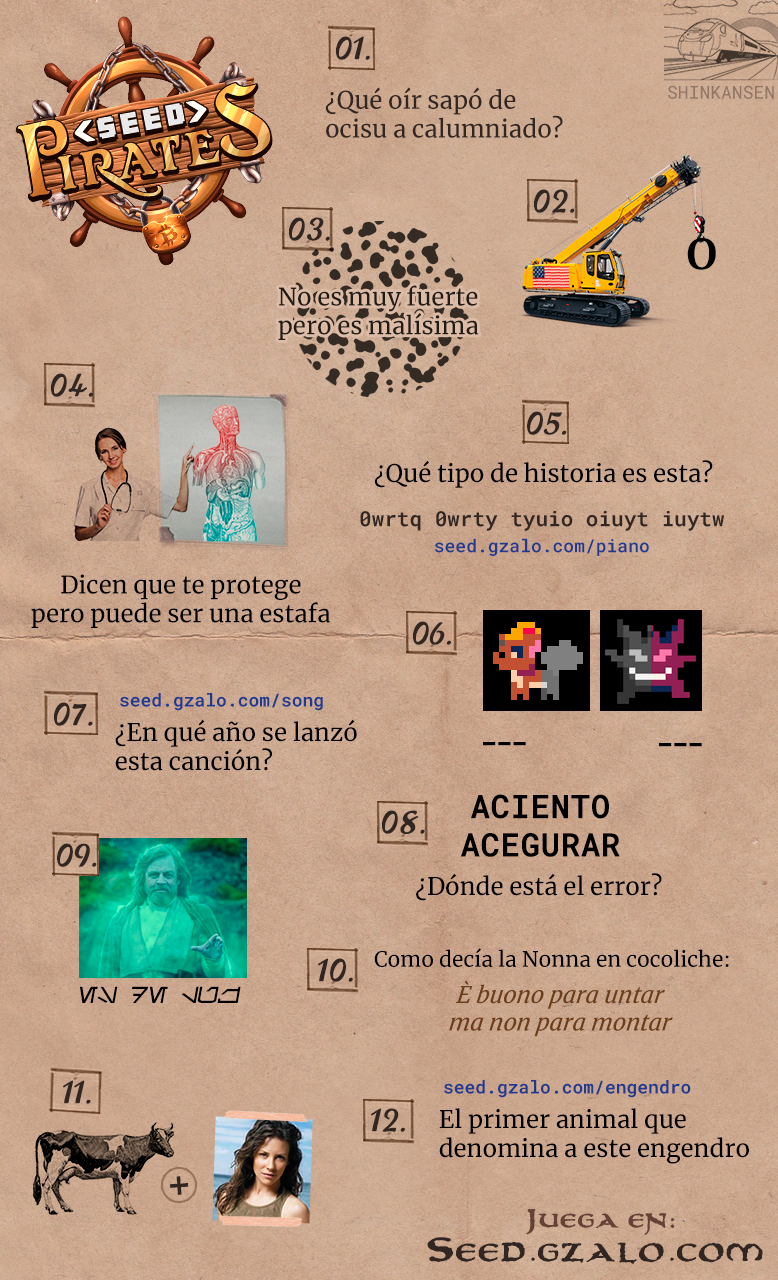 <SEED>
PIRATES
SHINKANSEN
01.
¿Qué oír sapó de
ocisu a calumniado?
02.
O
03.
No es muy fuerte
pero es malísima
04.
Dicen que te protege
pero puede ser una estafa
05.
¿Qué tipo de historia es esta?
0wrtq 0wrty tyuio oiuyt iuytw
seed.gzalo.com/piano
06.
--- ---
07.
seed.gzalo.com/song
¿En qué año se lanzó
esta canción?
08.
ACIENTO
ACEGURAR
¿Dónde está el error?
09.
10.
Como decía la Nonna en cocoliche:
È buono para untar
ma non para montar
11.
+
12.
seed.gzalo.com/engendro
El primer animal que
denomina a este engendro
Juega en:
Seed.gzalo.com